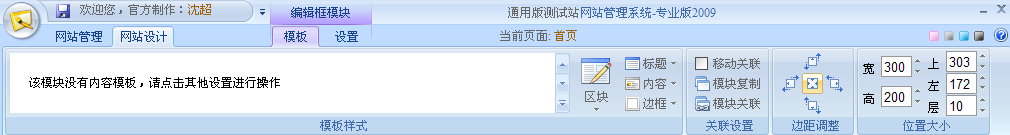 欢迎您，官方制作：沈超
编辑框模块
通用版测试站网站管理系统-专业版2009
网站管理 网站设计 模板 设置
当前页面: 首页
该模块没有内容模板，请点击其他设置进行操作
模板样式
区块
标题
内容
边框
移动关联
模块复制
模块关联
关联设置
边距调整
宽 300 上 303
左 172
高 200 层 10
位置大小